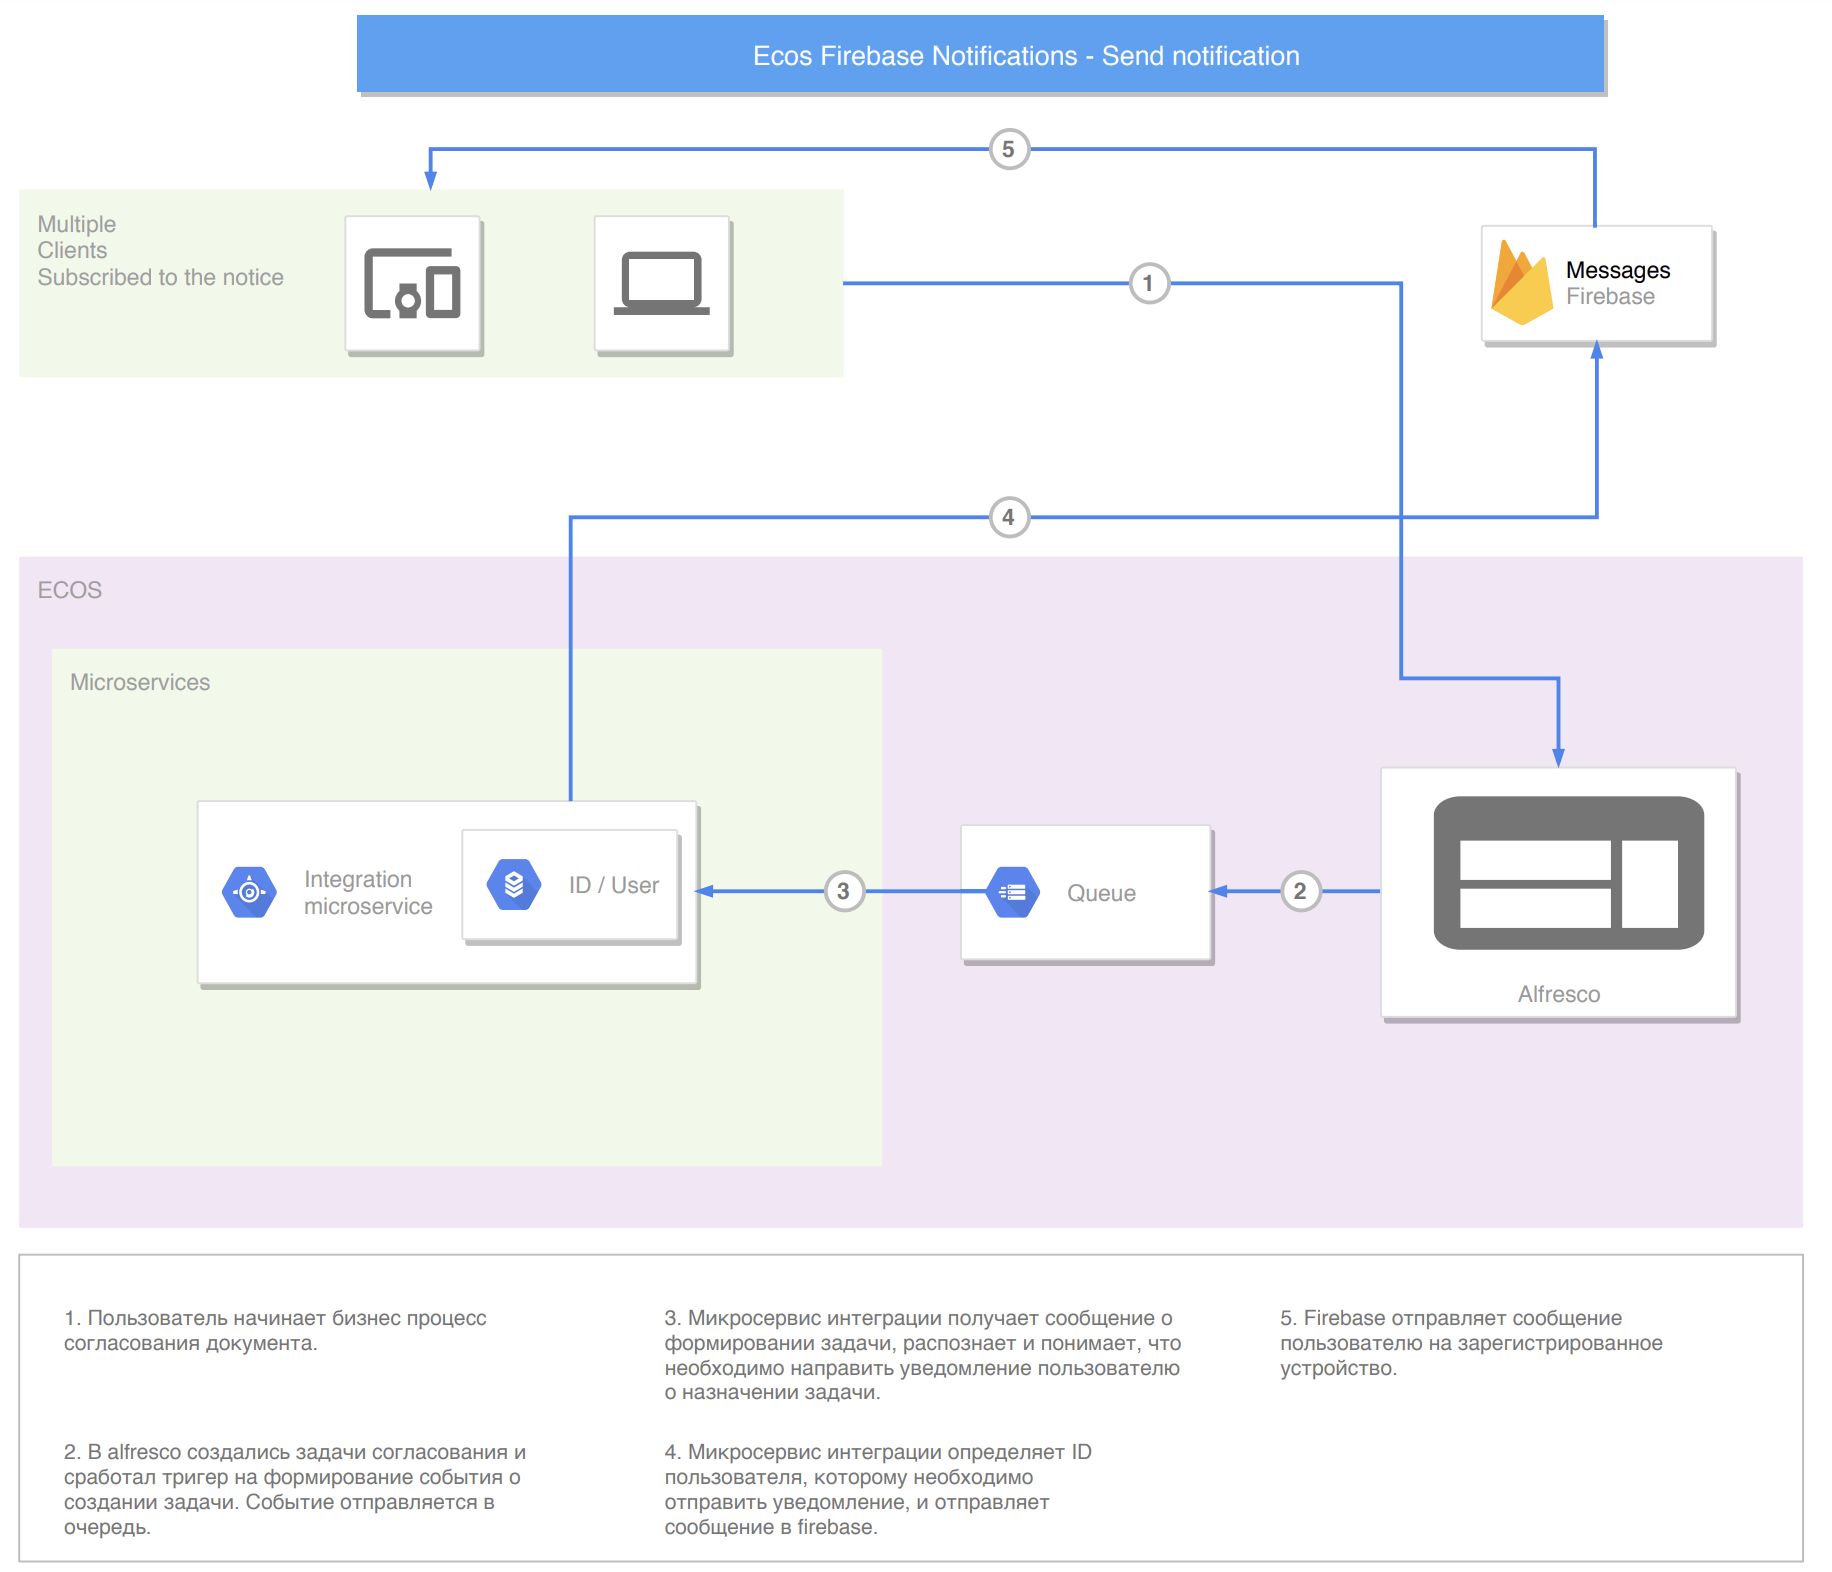 Ecos Firebase Notifications - Send notification
5
Multiple
Clients
Subscribed to the notice
1
Messages
Firebase
4
ECOS
Microservices
Integration
microservice
ID / User
3
Queue
2
Alfresco
1. Пользователь начинает бизнес процесс
согласования документа.
2. В alfresco создались задачи согласования и
сработал тригер на формирование события о
создании задачи. Событие отправляется в
очередь.
3. Микросервис интеграции получает сообщение о
формировании задачи, распознает и понимает, что
необходимо направить уведомление пользователю
о назначении задачи.
4. Микросервис интеграции определяет ID
пользователя, которому необходимо
отправить уведомление, и отправляет
сообщение в firebase.
5. Firebase отправляет сообщение
пользователю на зарегистрированное
устройство.